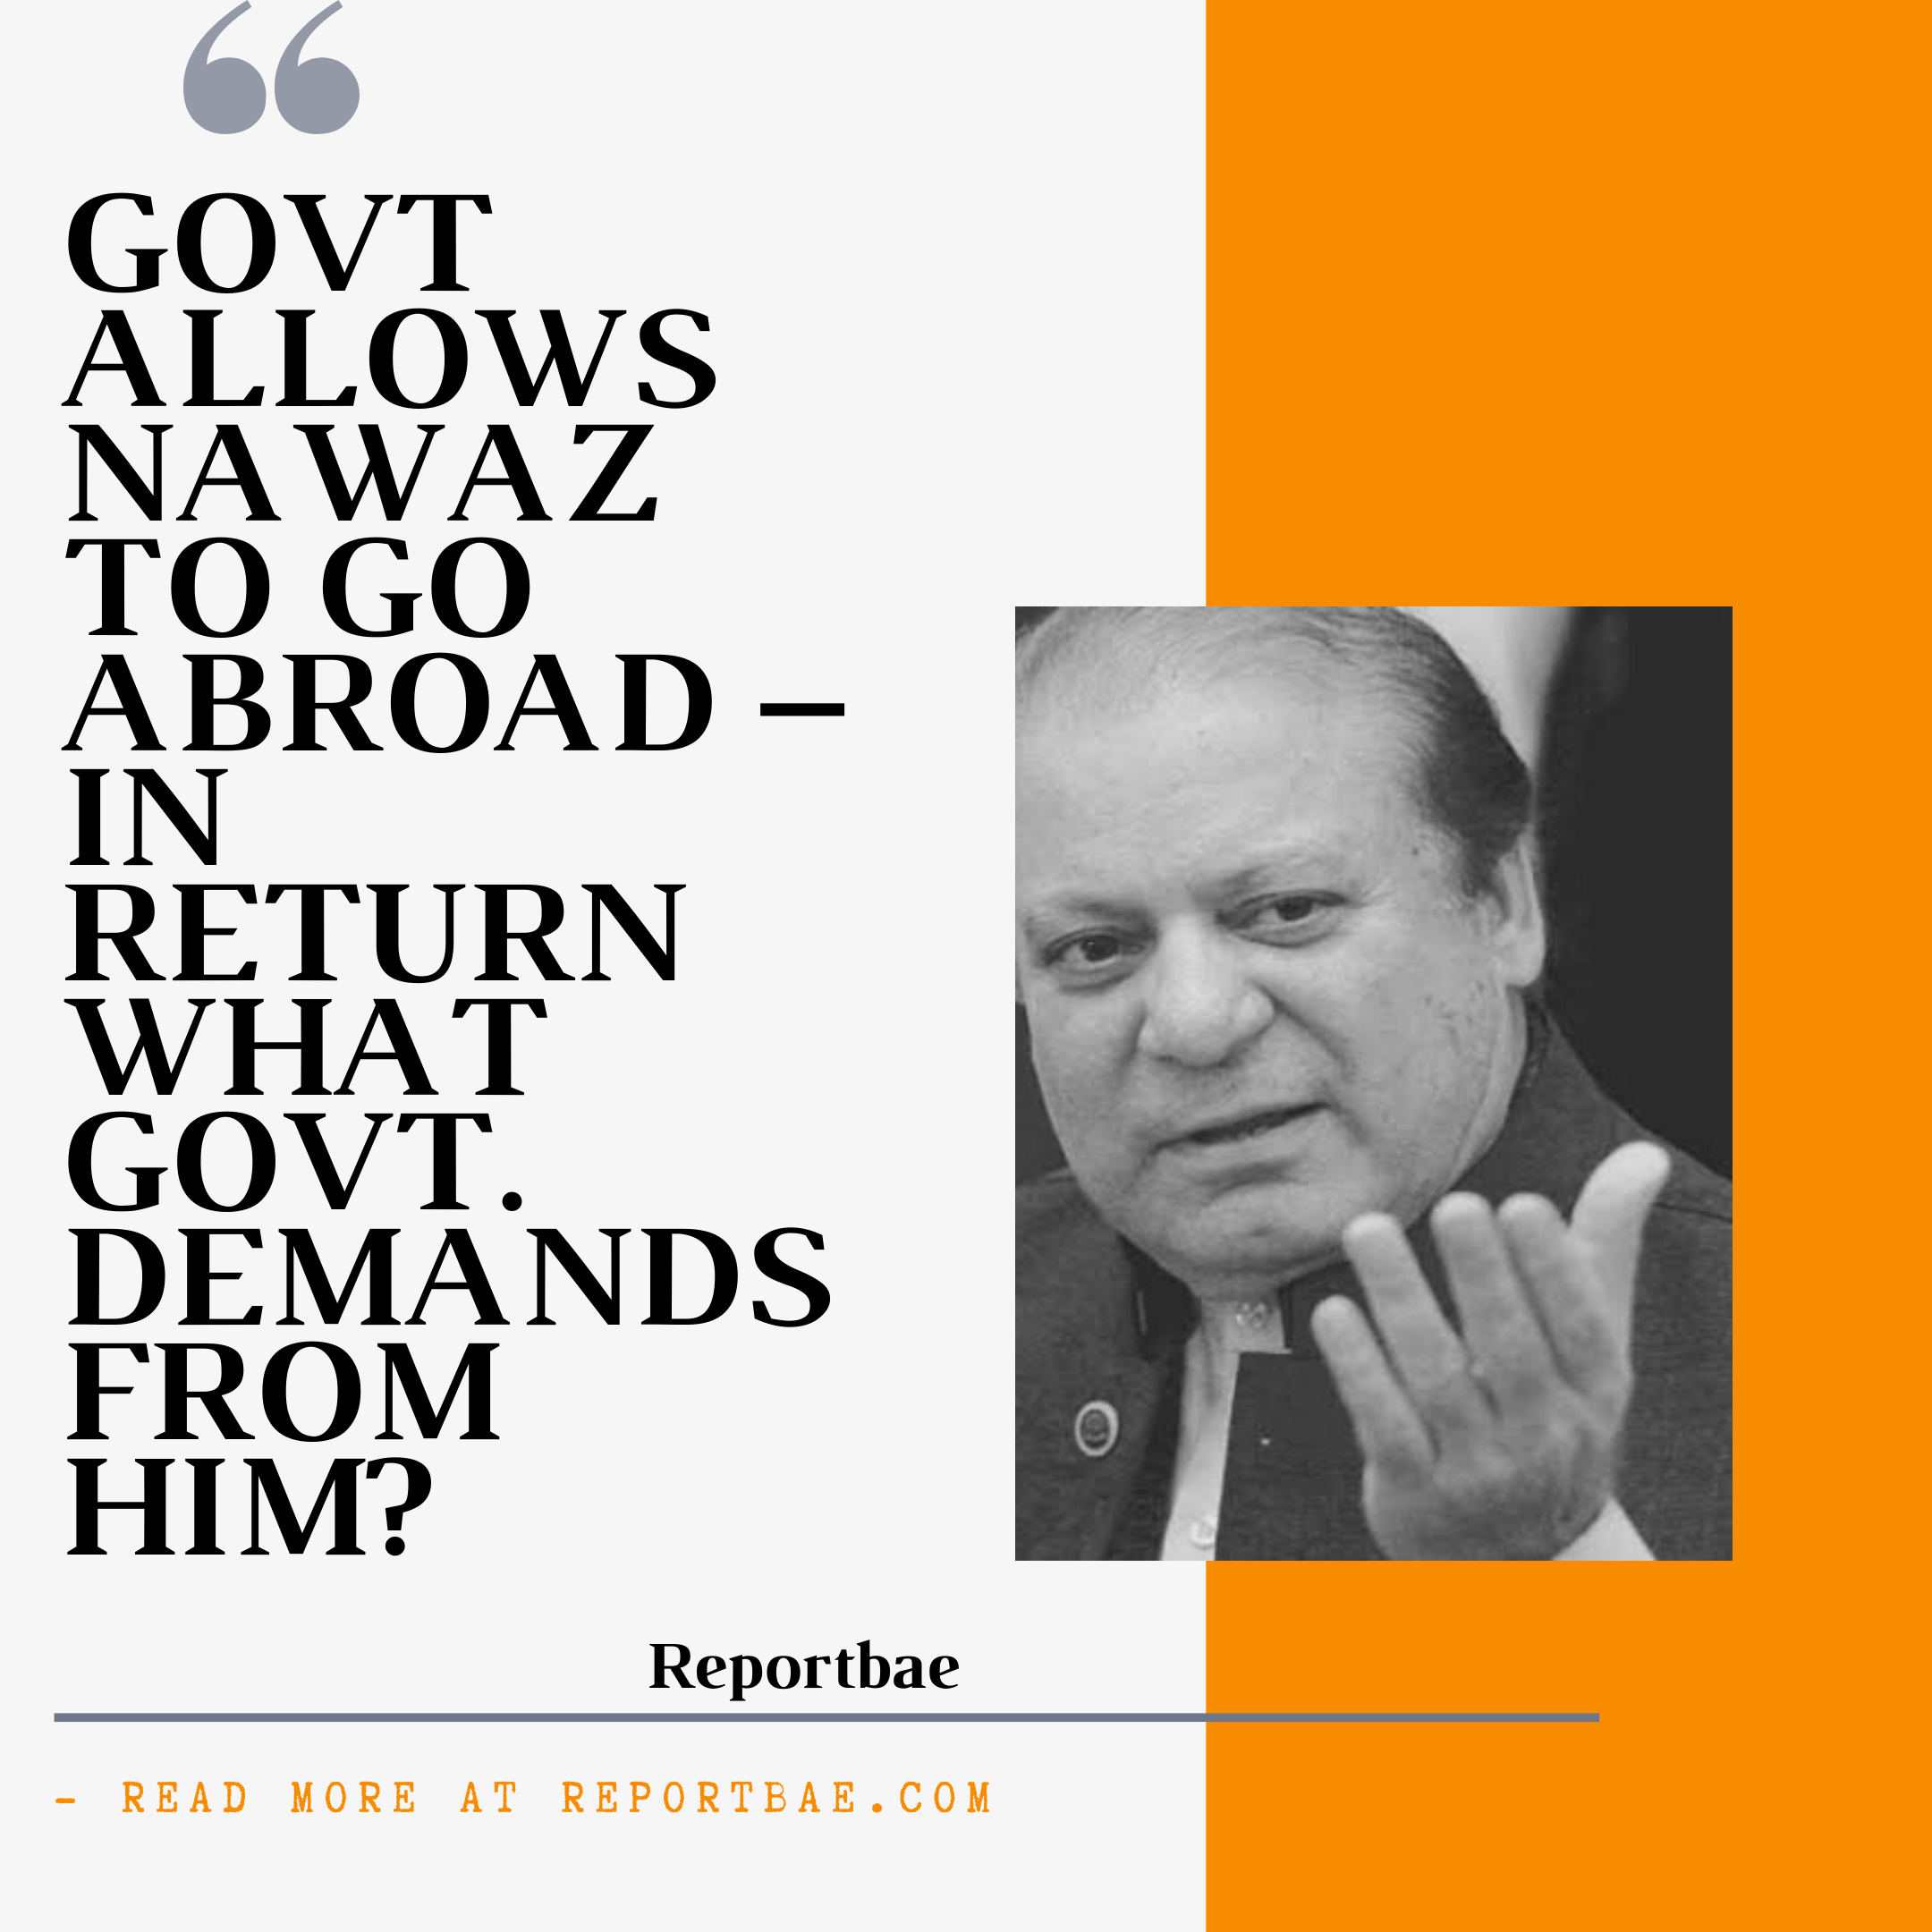 “
GOVT
ALLOWS
NAWAZ
TO GO
ABROAD –
IN
RETURN
WHAT
GOVT.
DEMANDS
FROM
HIM?
Reportbae
- READ MORE AT REPORTBAE.COM